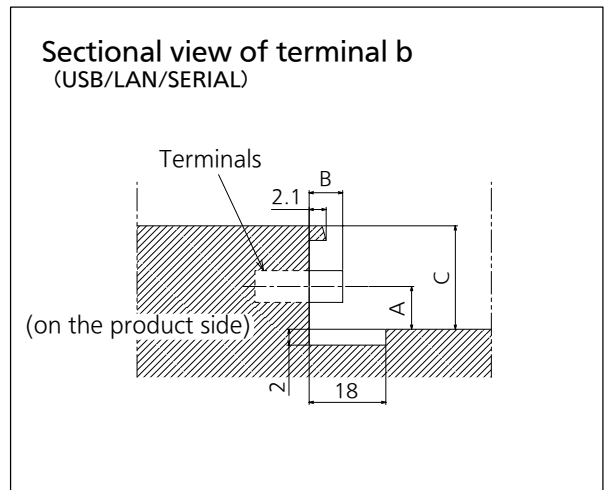 Sectional view of terminal b
(USB/LAN/SERIAL)
Terminals
B
2.1
C
A
(on the product side)
2
18